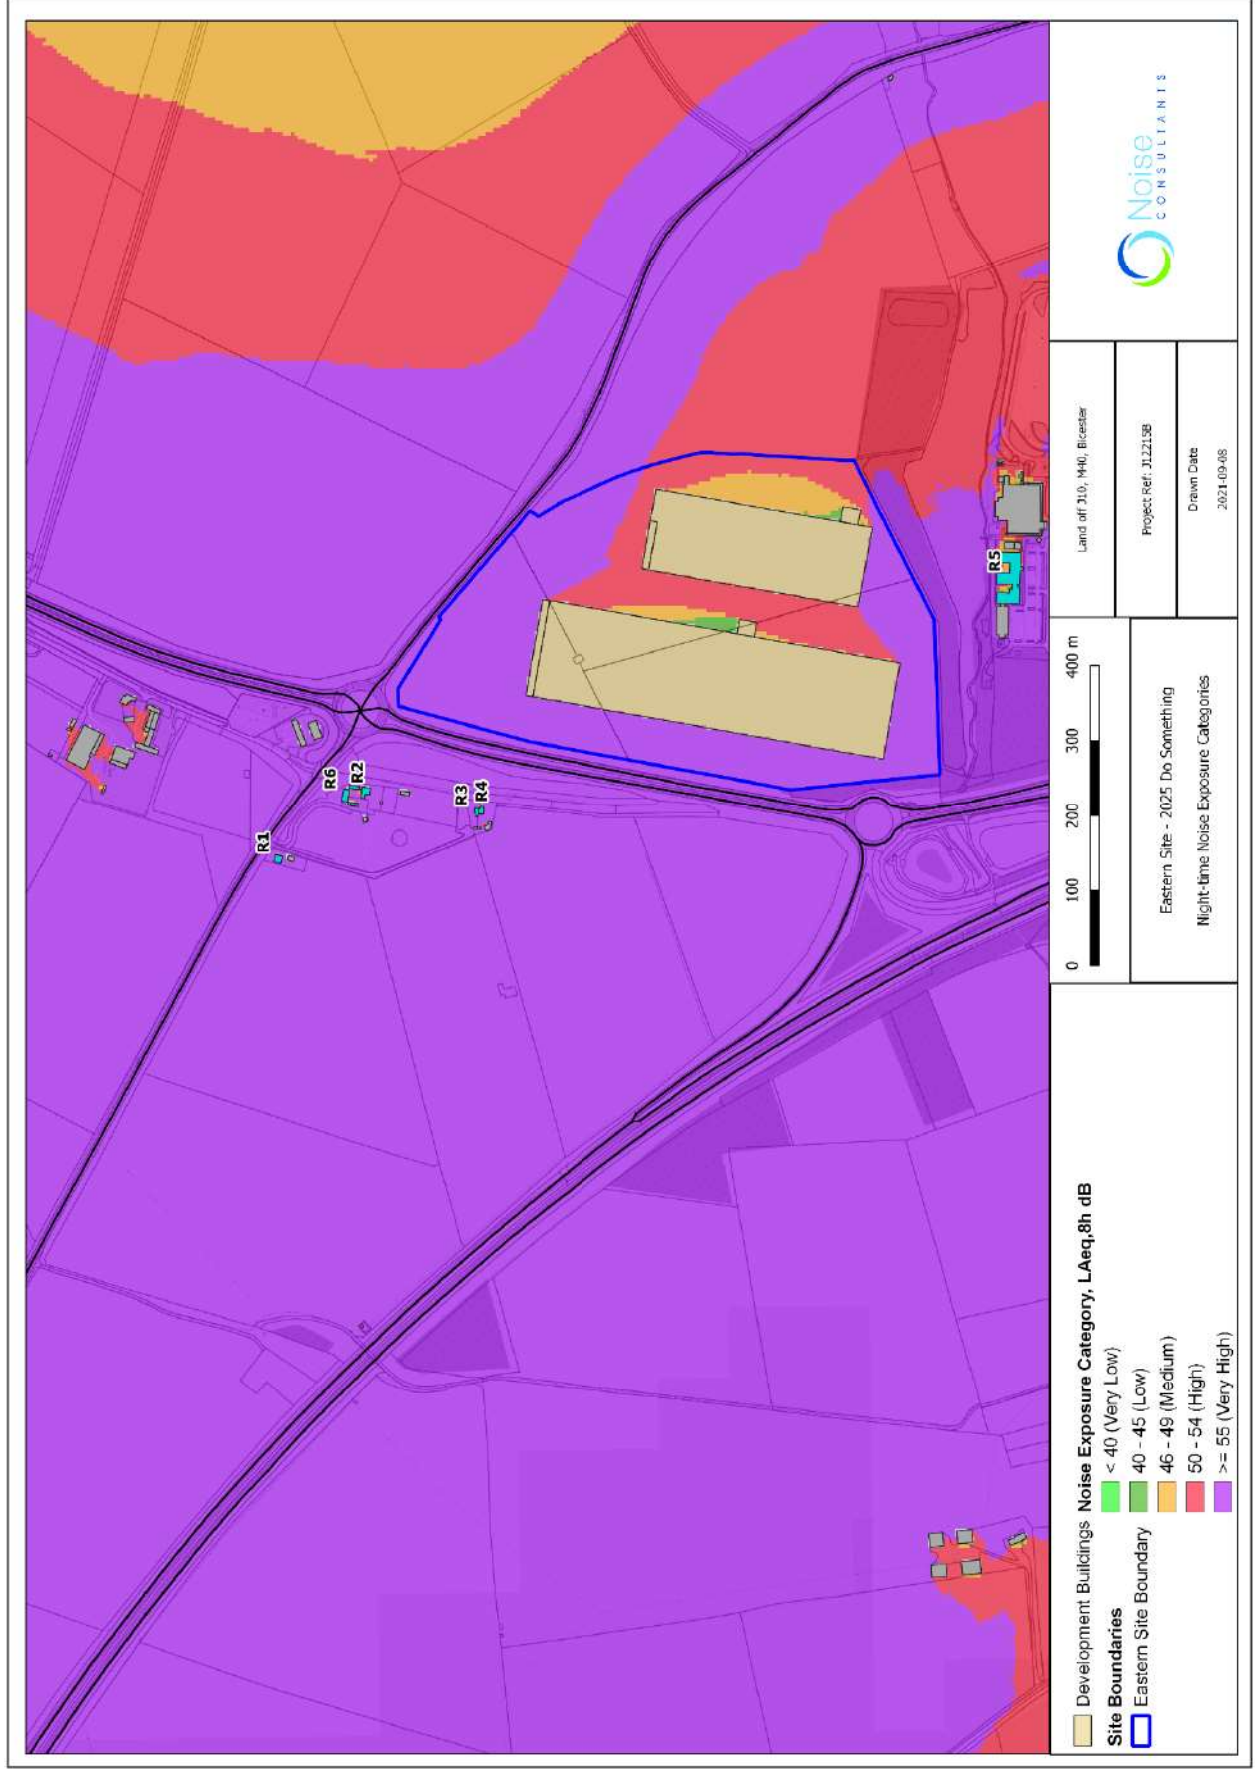 R1
R6
R2
R3
R4
R5
Development Buildings
Site Boundaries
Eastern Site Boundary
Noise Exposure Category, LAeq,8h dB
< 40 (Very Low)
40 - 45 (Low)
46 - 49 (Medium)
50 - 54 (High)
>= 55 (Very High)
0 100 200 300 400 m
Eastern Site - 2025 Do Something
Night-time Noise Exposure Categories
Land off J10, M40, Bicester
Project Ref: J12215B
Drawn Date
2021-09-08
Noise
CONSULTANTS